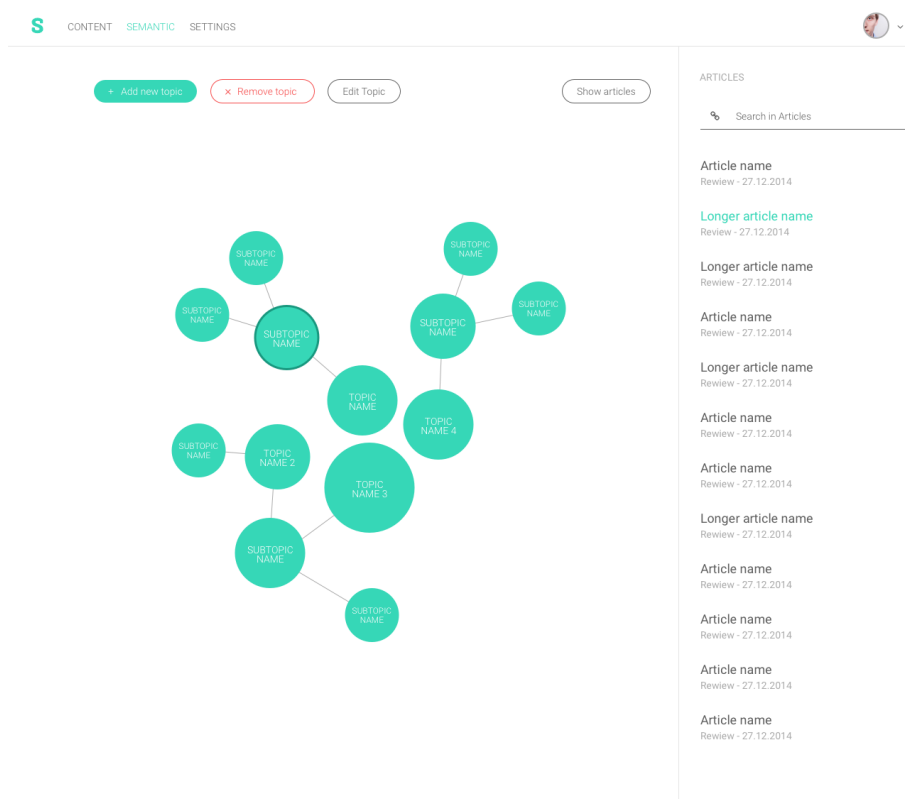 S
CONTENT SEMANTIC SETTINGS
+ Add new topic
× Remove topic
Edit Topic
Show articles
SUBTOPIC
NAME
SUBTOPIC
NAME
SUBTOPIC
NAME
SUBTOPIC
NAME
SUBTOPIC
NAME
SUBTOPIC
NAME
TOPIC
NAME
TOPIC
NAME 4
SUBTOPIC
NAME
TOPIC
NAME 2
TOPIC
NAME 3
SUBTOPIC
NAME
SUBTOPIC
NAME
ARTICLES
Search in Articles
Article name
Rewiew - 27.12.2014
Longer article name
Review - 27.12.2014
Longer article name
Rewiew - 27.12.2014
Article name
Rewiew - 27.12.2014
Longer article name
Rewiew - 27.12.2014
Article name
Rewiew - 27.12.2014
Article name
Rewiew - 27.12.2014
Longer article name
Rewiew - 27.12.2014
Article name
Rewiew - 27.12.2014
Article name
Rewiew - 27.12.2014
Article name
Rewiew - 27.12.2014
Article name
Rewiew - 27.12.2014